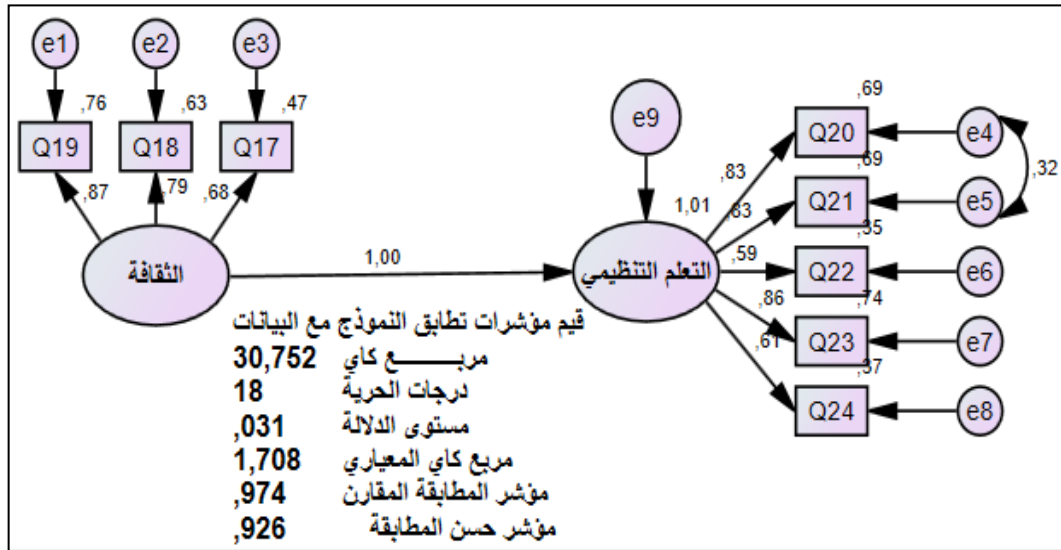 e1 e2 e3
,76 ,63 ,47
Q19 Q18 Q17
,87 ,79 ,68
الثقافة
1,00
e9
1,01
التعلم التنظيمي
,69
Q20 e4
,83
,69
Q21 e5
,32
,83
,35
Q22 e6
,59
,74
Q23 e7
,86
,37
Q24 e8
,61
قيم مؤشرات تطابق النموذج مع البيانات
مربـــــــــع كاي 30,752
درجات الحرية 18
مستوى الدلالة ,031
مربع كاي المعياري 1,708
مؤشر المطابقة المقارن ,974
مؤشر حسن المطابقة ,926